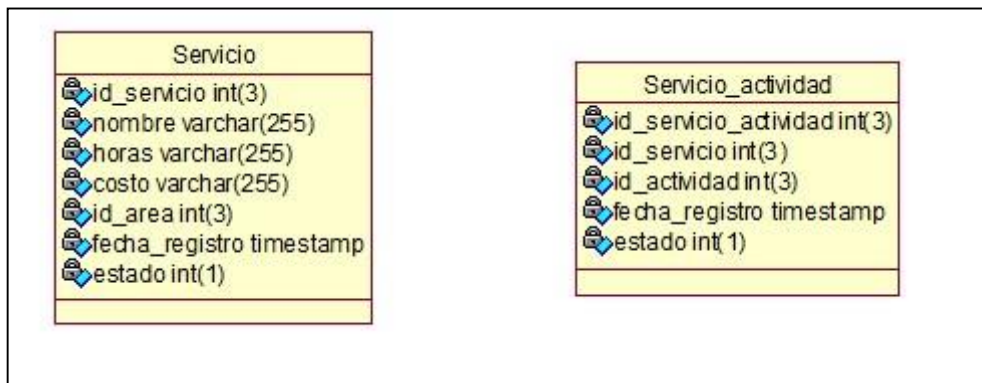 Servicio
id_servicio int(3)
nombre varchar(255)
horas varchar(255)
costo varchar(255)
id_area int(3)
fecha_registro timestamp
estado int(1)
Servicio_actividad
id_servicio_actividad int(3)
id_servicio int(3)
id_actividad int(3)
fecha_registro timestamp
estado int(1)